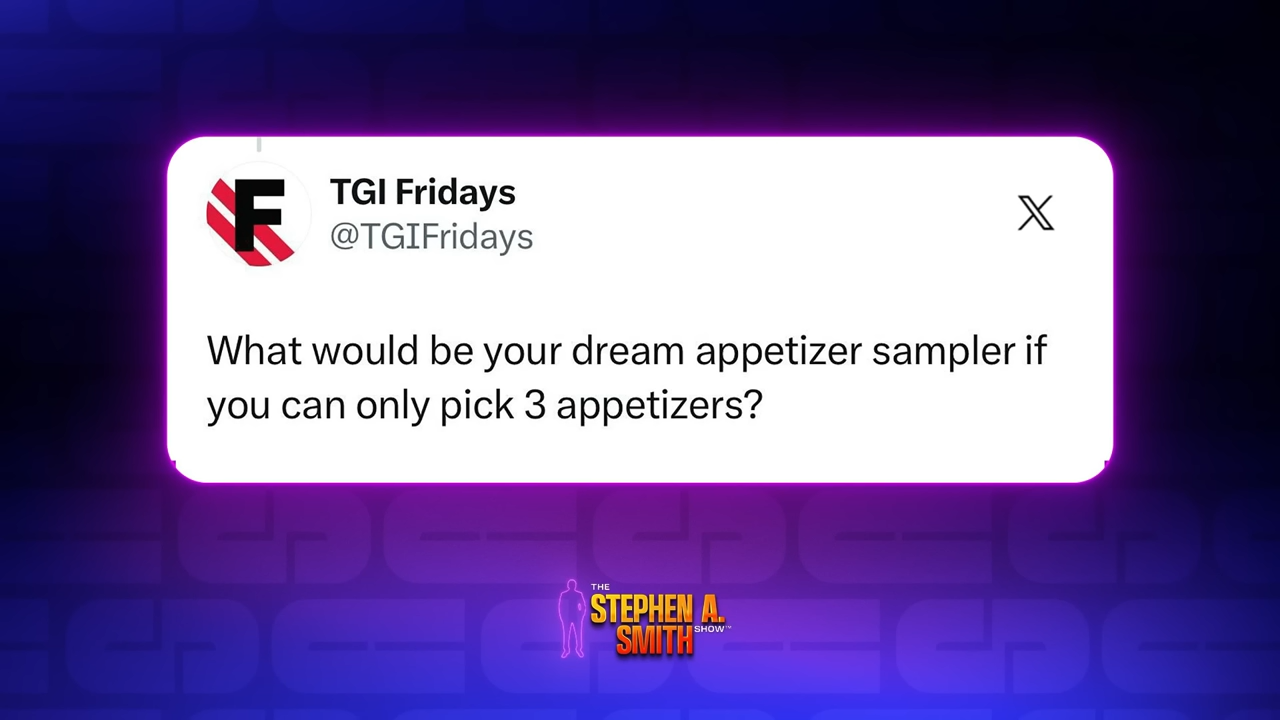 TGI Fridays
@TGIFridays
What would be your dream appetizer sampler if
you can only pick 3 appetizers?
THE
STEPHEN A.
SMITH SHOW™